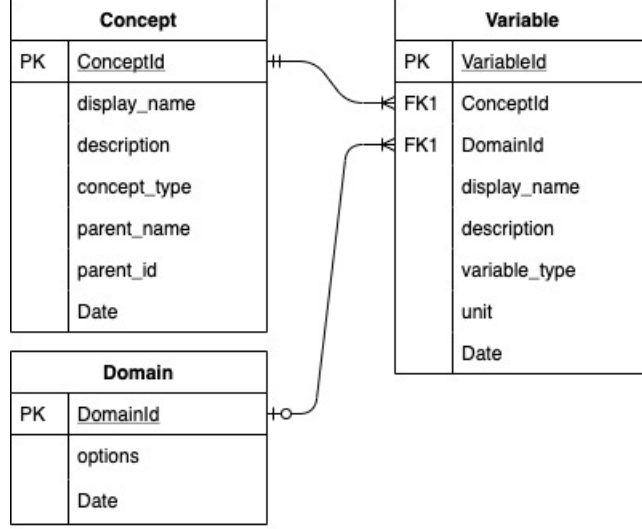 Concept
PK ConceptId
display_name
description
concept_type
parent_name
parent_id
Date
Variable
PK VariableId
FK1 ConceptId
FK1 DomainId
display_name
description
variable_type
unit
Date
Domain
PK DomainId
options
Date